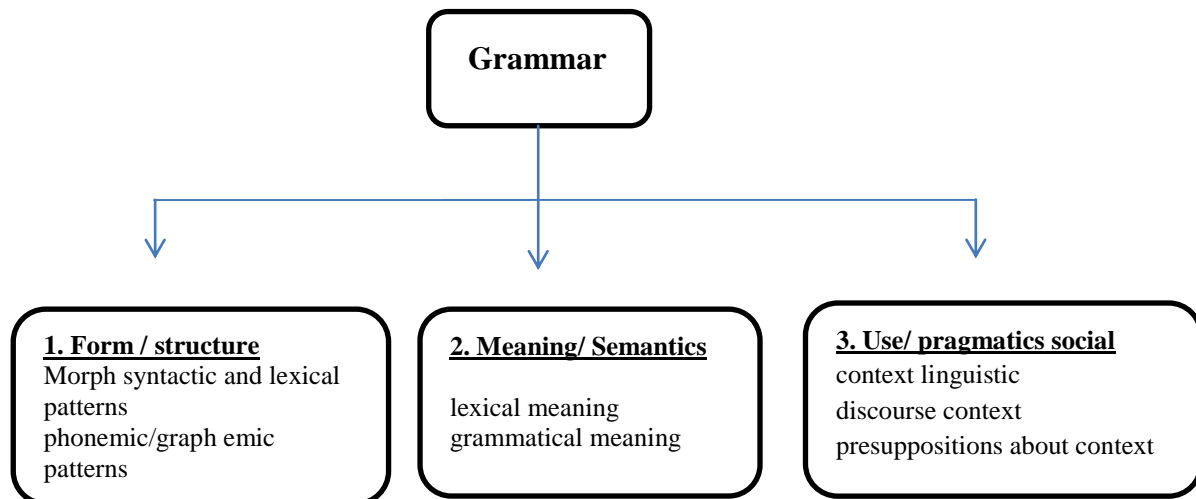 Grammar
1. Form / structure
Morph syntactic and lexical
patterns
phonemic/graph emic
patterns
2. Meaning/ Semantics
lexical meaning
grammatical meaning
3. Use/ pragmatics social
context linguistic
discourse context
presuppositions about context